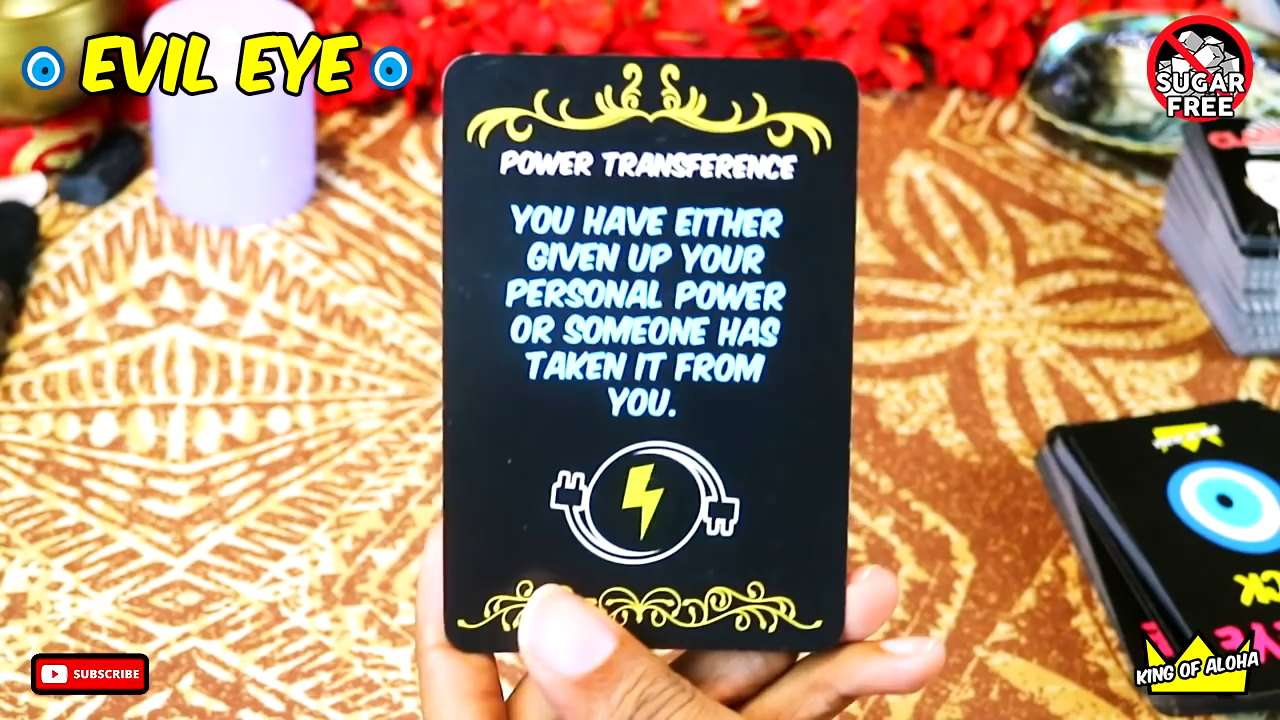 EVIL EYE
SUGAR
FREE
POWER TRANSFERENCE
YOU HAVE EITHER
GIVEN UP YOUR
PERSONAL POWER
OR SOMEONE HAS
TAKEN IT FROM
YOU.
SUBSCRIBE
KING OF ALOHA